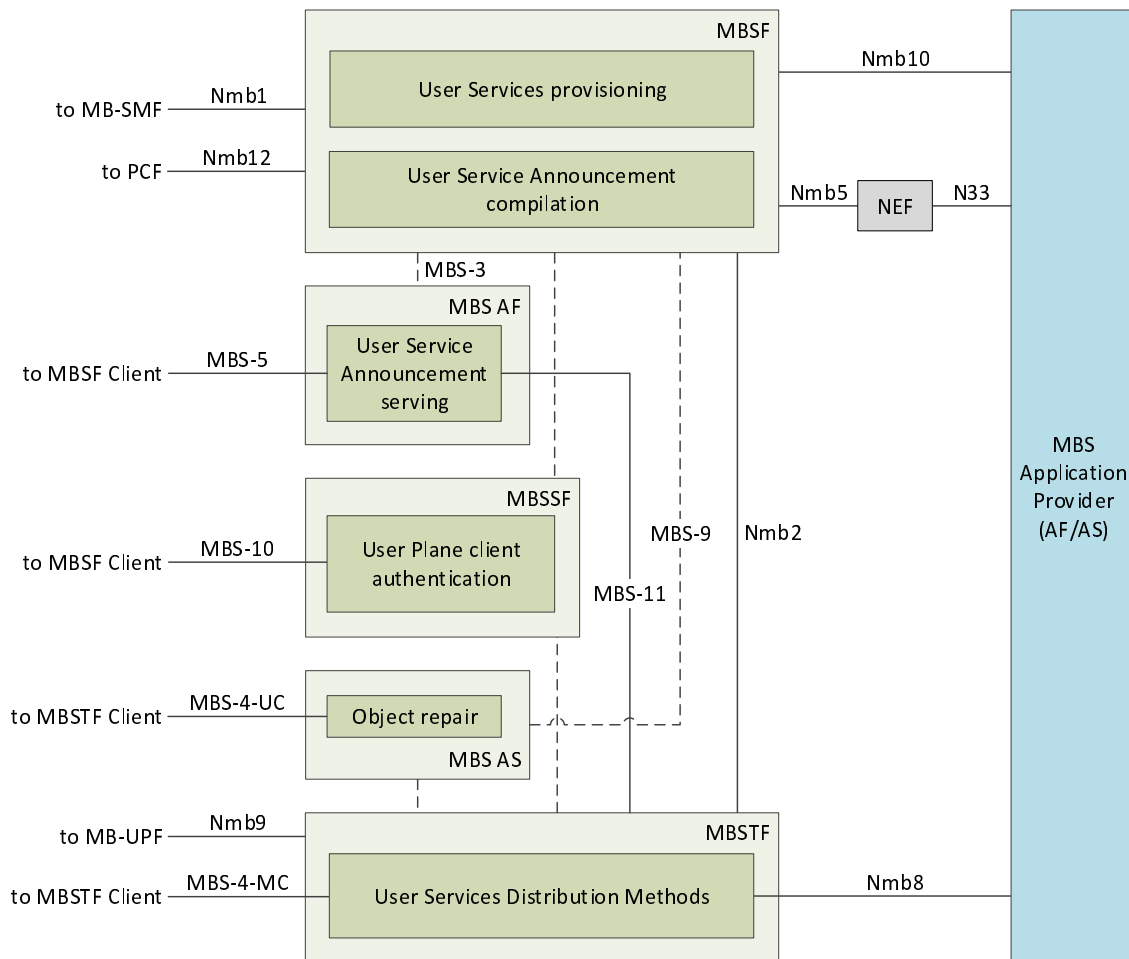 MBSF
User Services provisioning
Nmb10
to MB-SMF
Nmb1
to PCF
Nmb12
User Service Announcement
compilation
Nmb5
NEF
N33
MBS-3
MBS AF
User Service
Announcement
serving
to MBSF Client
MBS-5
MBS
Application
Provider
(AF/AS)
MBSSF
User Plane client
authentication
to MBSF Client
MBS-10
MBS-9
Nmb2
MBS-11
to MBSTF Client
MBS-4-UC
Object repair
MBS AS
to MB-UPF
Nmb9
MBSTF
to MBSTF Client
MBS-4-MC
User Services Distribution Methods
Nmb8